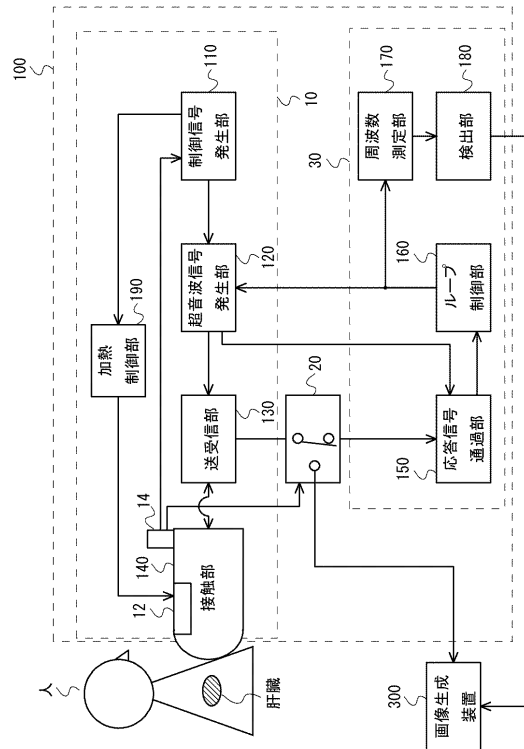 100
110
制御信号
発生部
10
170
周波数
測定部
180
検出部
30
120
超音波信号
発生部
160
ループ
制御部
190
加熱
制御部
130
送受信部
20
150
応答信号
通過部
14
140
12
接触部
人
肝臓
300
画像生成
装置